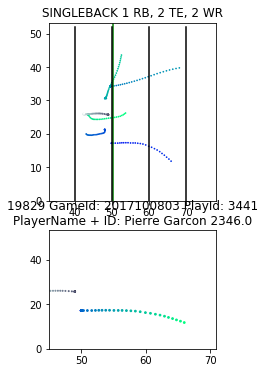 SINGLEBACK 1 RB, 2 TE, 2 WR
50
40
30
20
10
0
40 50 60 70
19829 GameId: 2017100803 PlayId: 3441
PlayerName + ID: Pierre Garcon 2346.0
40
20
0
50 60 70